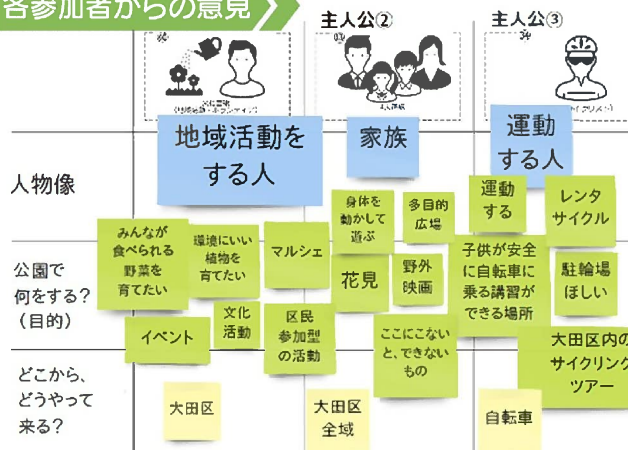 各参加者からの意見
主人公②
主人公③
人物像
地域活動を
する人
家族
運動
する人
公園で
何をする?
(目的)
みんなが
食べられる
野菜を
育てたい
環境にいい
植物を
育てたい
マルシェ
イベント
文化
活動
区民
参加型
の活動
身体を
動かして
遊ぶ
多目的
広場
花見
野外
映画
ここにこない
と、できない
もの
運動
する
レンタ
サイクル
子供が安全
に自転車に
乗る講習が
できる場所
駐輪場
ほしい
大田区内の
サイクリング
ツアー
どこから、
どうやって
来る?
大田区
大田区
全域
自転車